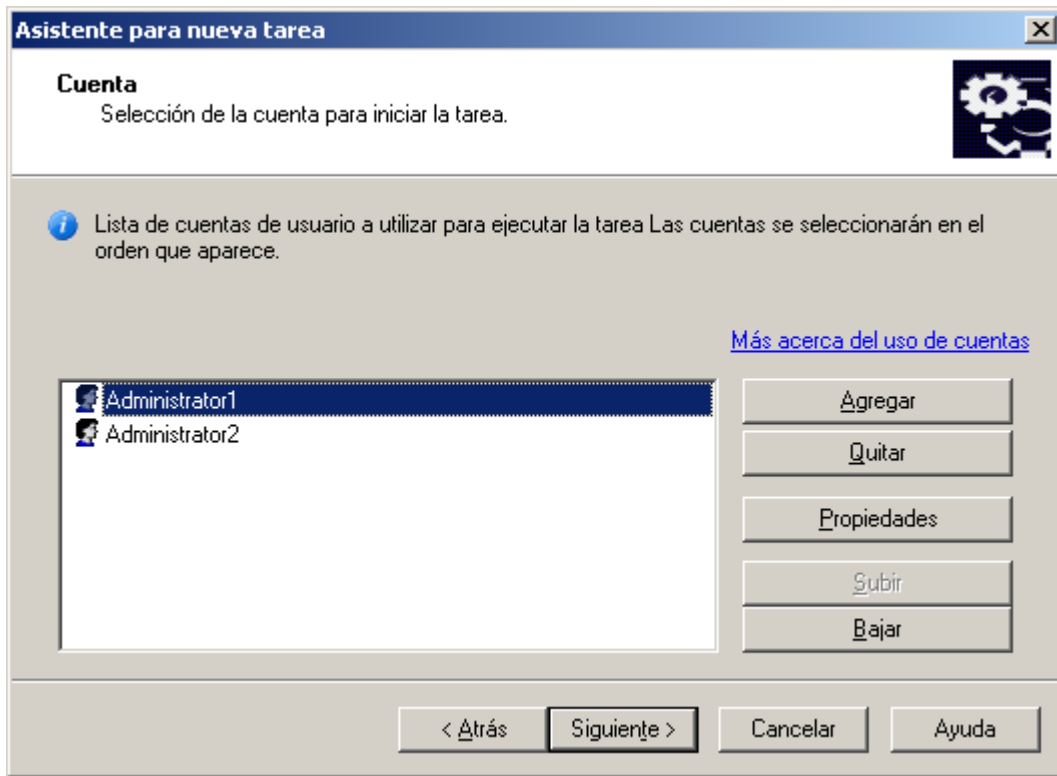 Asistente para nueva tarea
Cuenta
Selección de la cuenta para iniciar la tarea.
Lista de cuentas de usuario a utilizar para ejecutar la tarea Las cuentas se seleccionarán en el
orden que aparece.
Más acerca del uso de cuentas
Administrator1
Administrator2
Agregar
Quitar
Propiedades
Subir
Bajar
< Atrás
Siguiente >
Cancelar
Ayuda